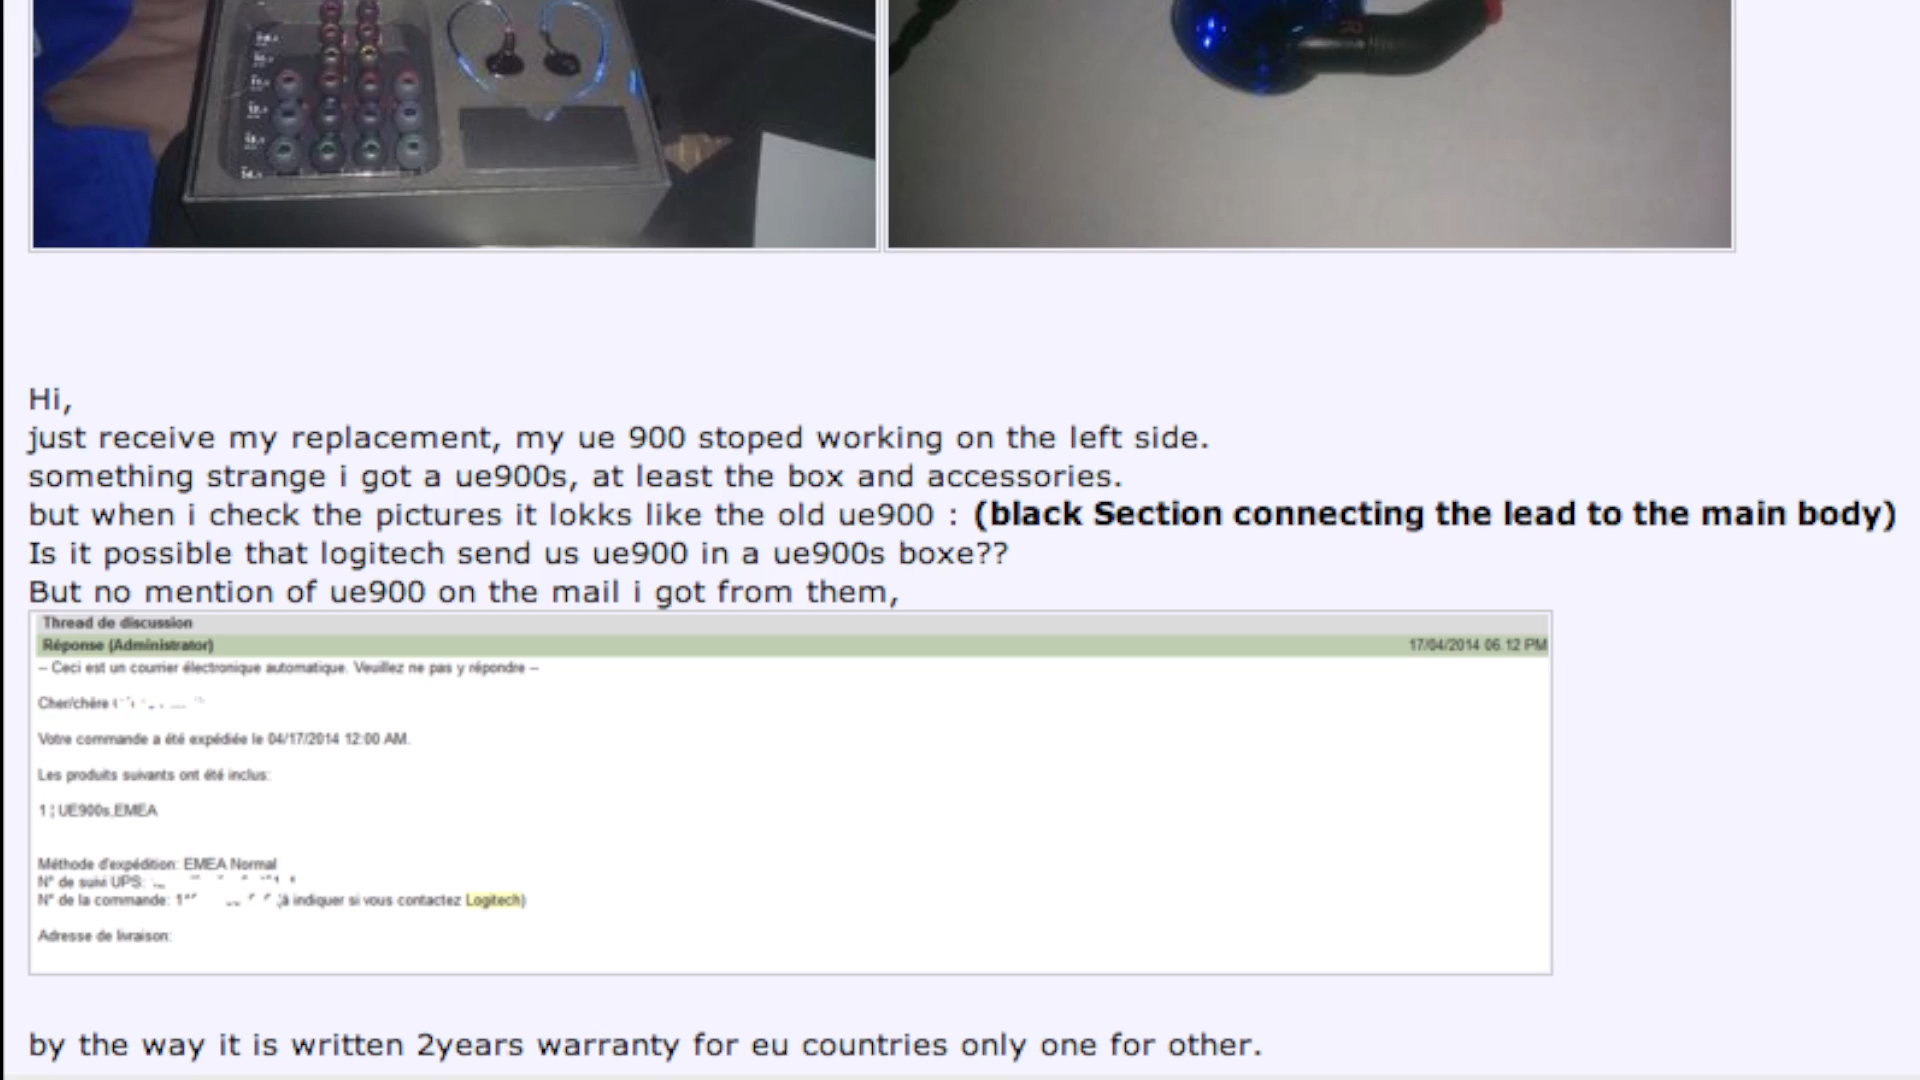 R
Hi,
just receive my replacement, my ue 900 stoped working on the left side.
something strange i got a ue900s, at least the box and accessories.
but when i check the pictures it lokks like the old ue900 : (black Section connecting the lead to the main body)
Is it possible that logitech send us ue900 in a ue900s boxe??
But no mention of ue900 on the mail i got from them,
Thread de discussion
Réponse (Administrator) 17/04/2014 06.12 PM
-- Ceci est un courrier électronique automatique. Veuillez ne pas y répondre --
Cher/chère
Votre commande a été expédiée le 04/17/2014 12:00 AM.
Les produits suivants ont été inclus:
1 ¦ UE900s,EMEA
Méthode d'expédition: EMEA Normal
N° de suivi UPS:
N° de la commande: (à indiquer si vous contactez Logitech)
Adresse de livraison:
by the way it is written 2years warranty for eu countries only one for other.